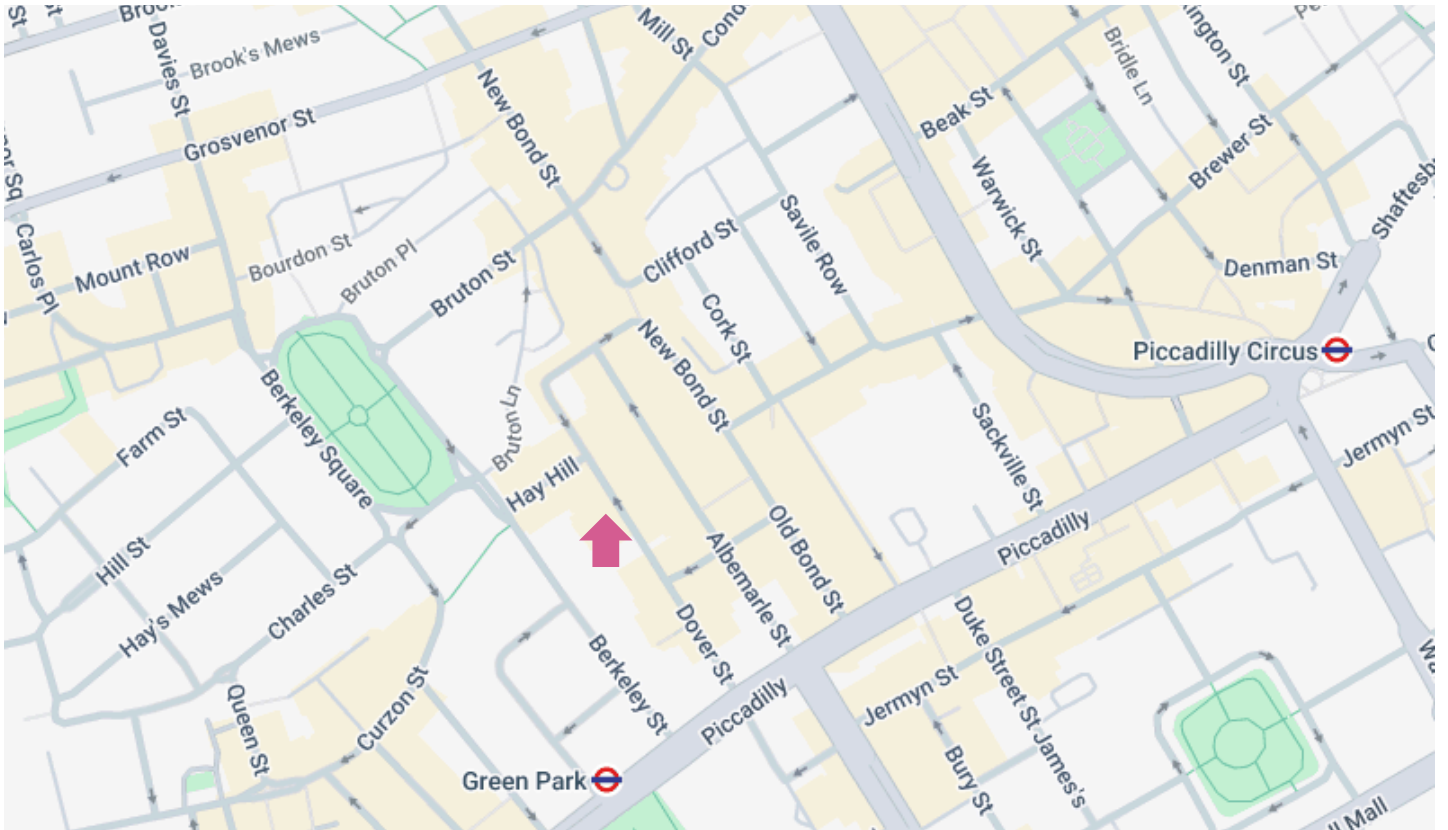 Mill St
Davies St
Brook's Mews
New Bond St
Bridle Ln
Beak St
Grosvenor St
Brewer St
Warwick St
Savile Row
Carlos Pl
Clifford St
Mount Row
Bourdon St
Bruton Pl
Bruton St
Denman St
Cork St
New Bond St
Piccadilly Circus
Berkeley Square
Bruton Ln
Farm St
Sackville St
Jermyn St
Hay Hill
Old Bond St
Piccadilly
Albemarle St
Hill St
Hay's Mews
Charles St
Dover St
Duke Street St James's
Berkeley St
Queen St
Curzon St
Jermyn St
Piccadilly
Bury St
Green Park